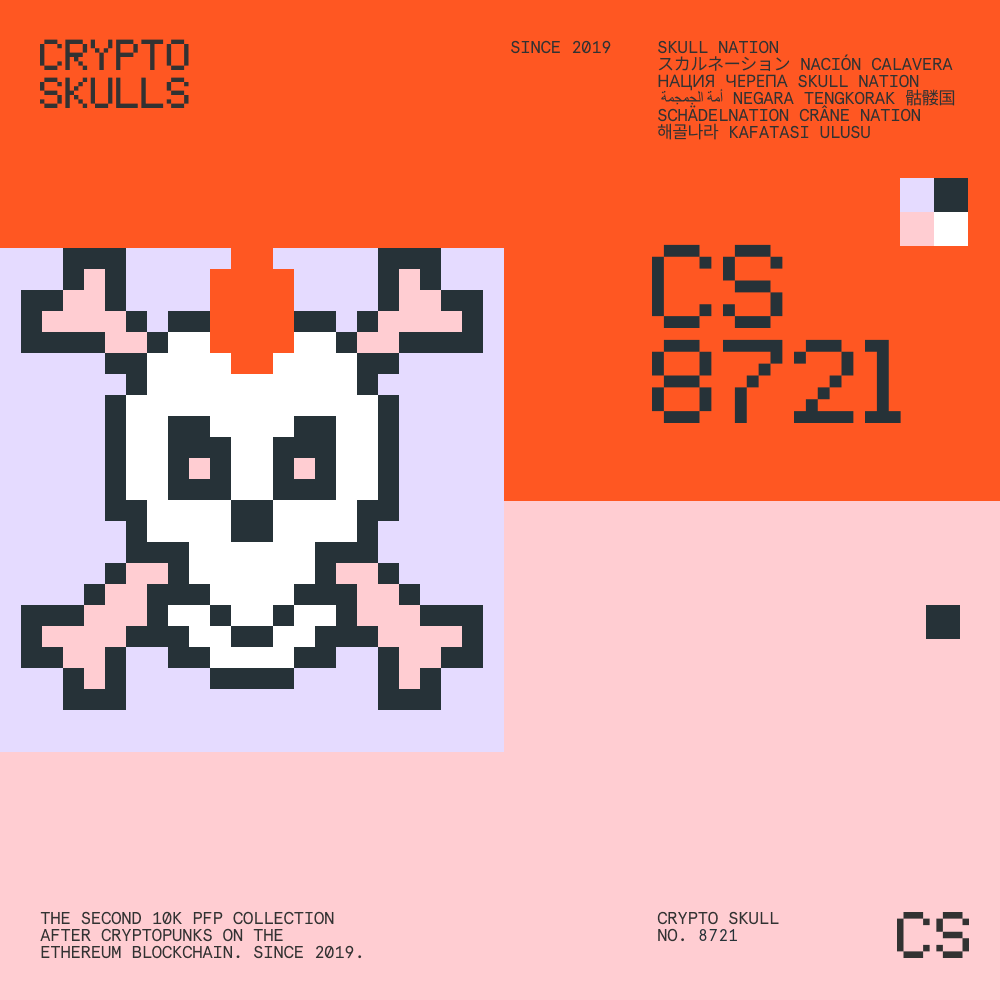 CRYPTO
SKULLS
SINCE 2019
SKULL NATION
スカルネーション NACIÓN CALAVERA
НАЦИЯ ЧЕРЕПА SKULL NATION
أمة الجمجمة NEGARA TENGKORAK 骷髅国
SCHÄDELNATION CRÂNE NATION
해골나라 KAFATASI ULUSU
CS
8721
THE SECOND 10K PFP COLLECTION
AFTER CRYPTOPUNKS ON THE
ETHEREUM BLOCKCHAIN. SINCE 2019.
CRYPTO SKULL
NO. 8721
CS